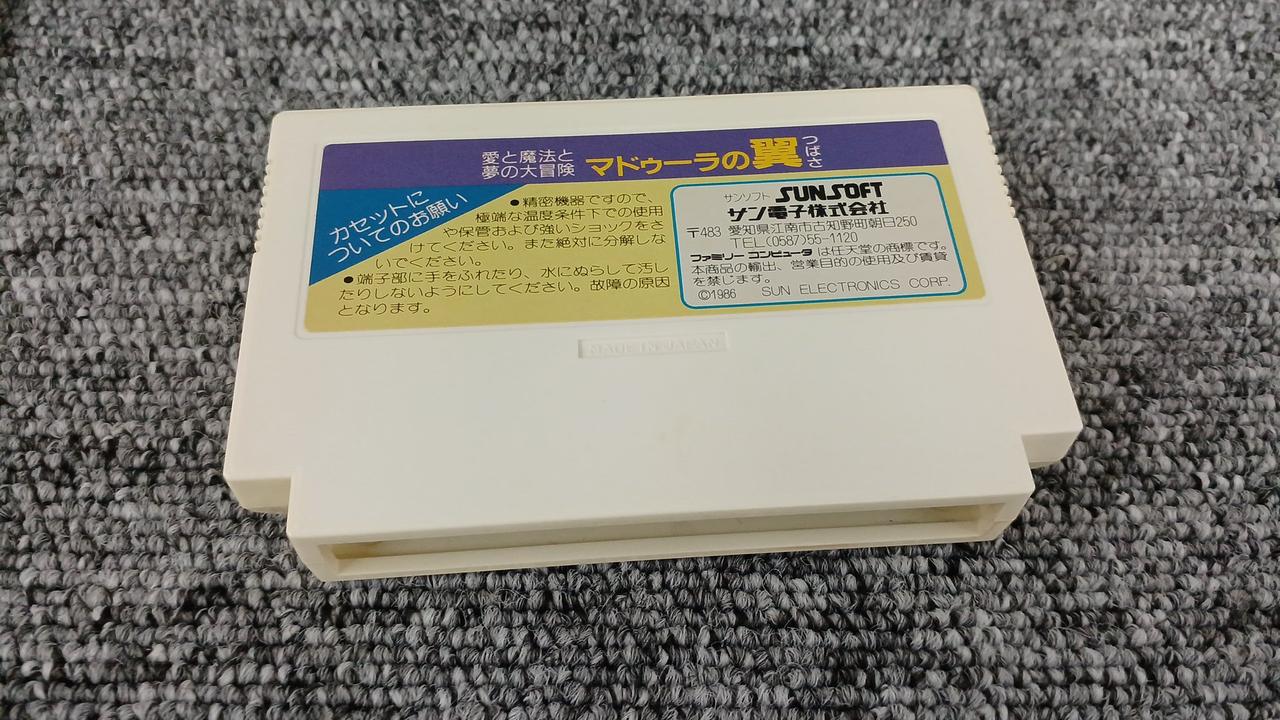 愛と魔法と
夢の大冒険
マドゥーラの翼
つばさ
カセットに
ついてのお願い
●精密機器ですので、
極端な温度条件下での使用
や保管および強いショックをさ
けてください。また絶対に分解しな
いでください。
●端子部に手をふれたり、水にぬらして汚し
たりしないようにしてください。故障の原因
となります。
サンソフト SUNSOFT
サン電子株式会社
〒483 愛知県江南市古知野町朝日250
TEL(0587)55-1120
ファミリー コンピュータ は任天堂の商標です。
本商品の輸出、営業目的の使用及び賃貸
を禁じます。
©1986 SUN ELECTRONICS CORP.
MADE IN JAPAN